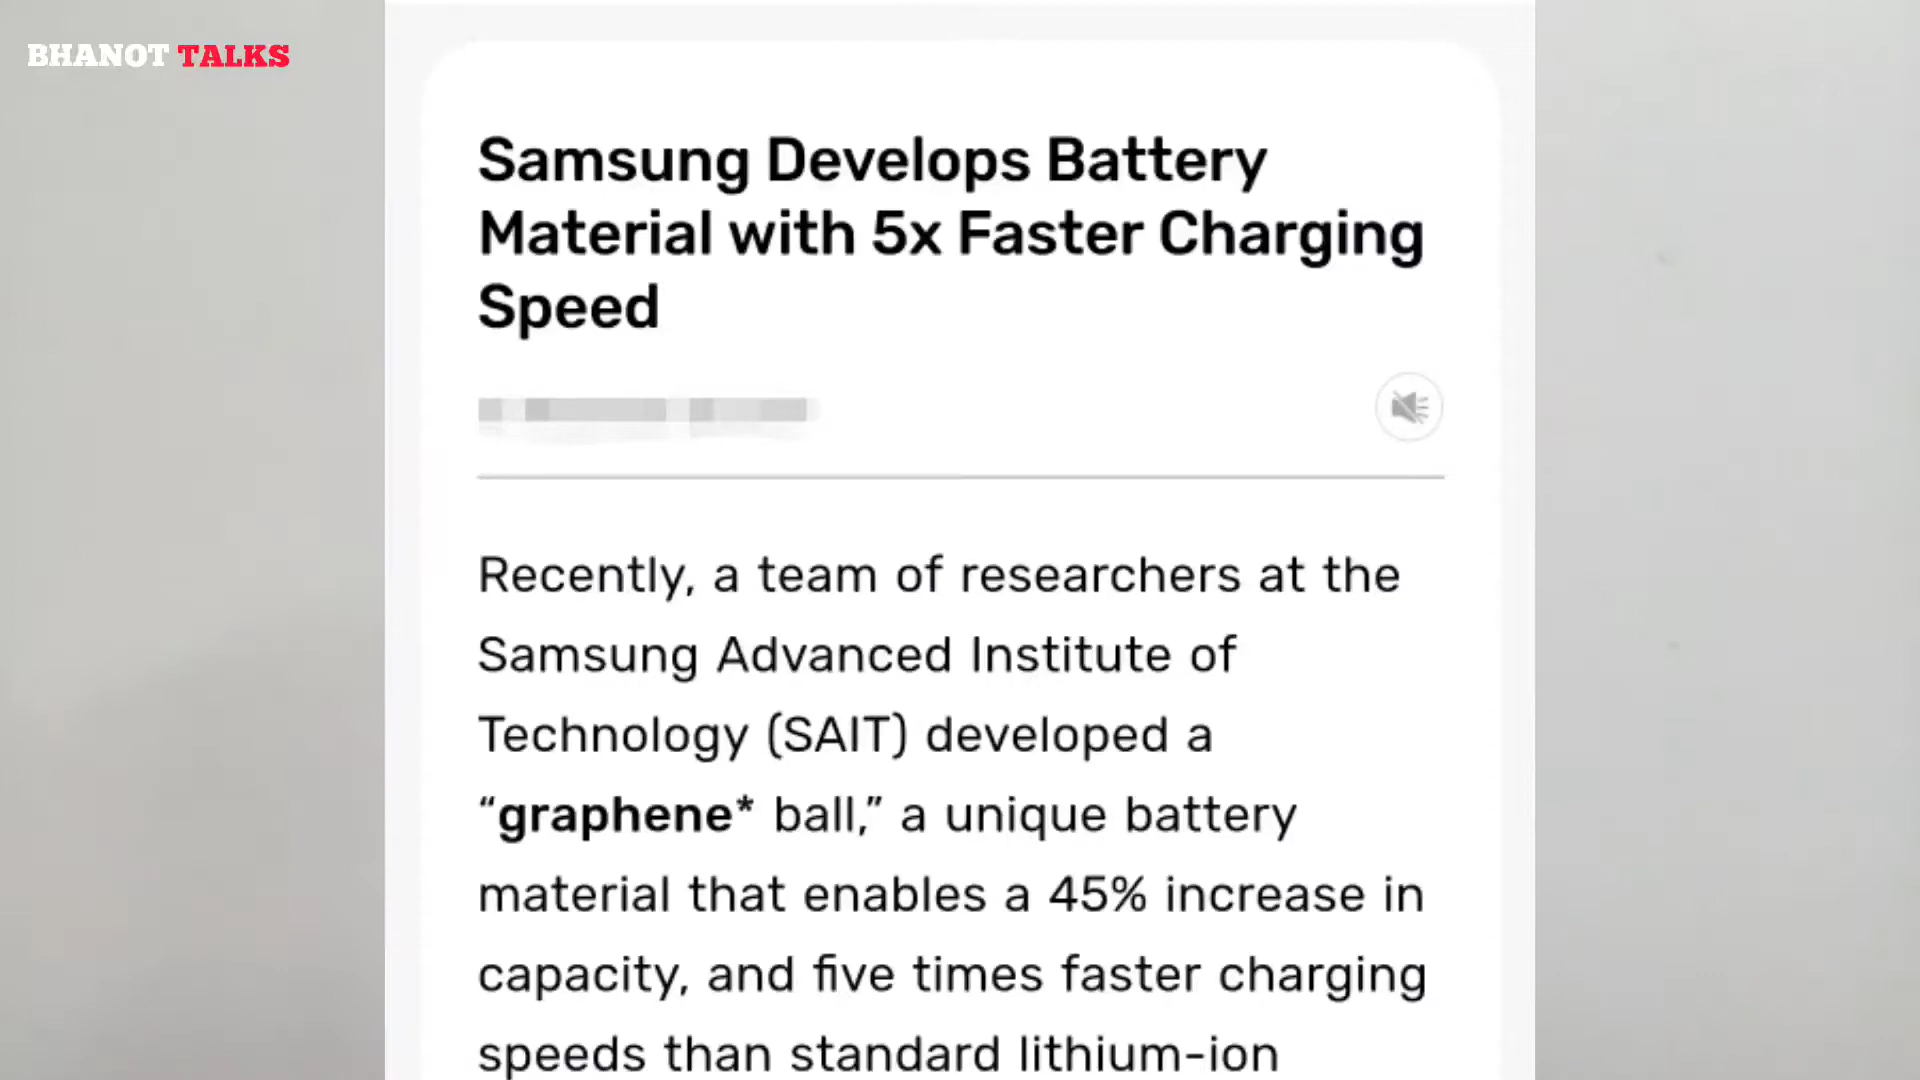 BHANOT TALKS
Samsung Develops Battery
Material with 5x Faster Charging
Speed
Recently, a team of researchers at the
Samsung Advanced Institute of
Technology (SAIT) developed a
“graphene* ball,” a unique battery
material that enables a 45% increase in
capacity, and five times faster charging
speeds than standard lithium-ion